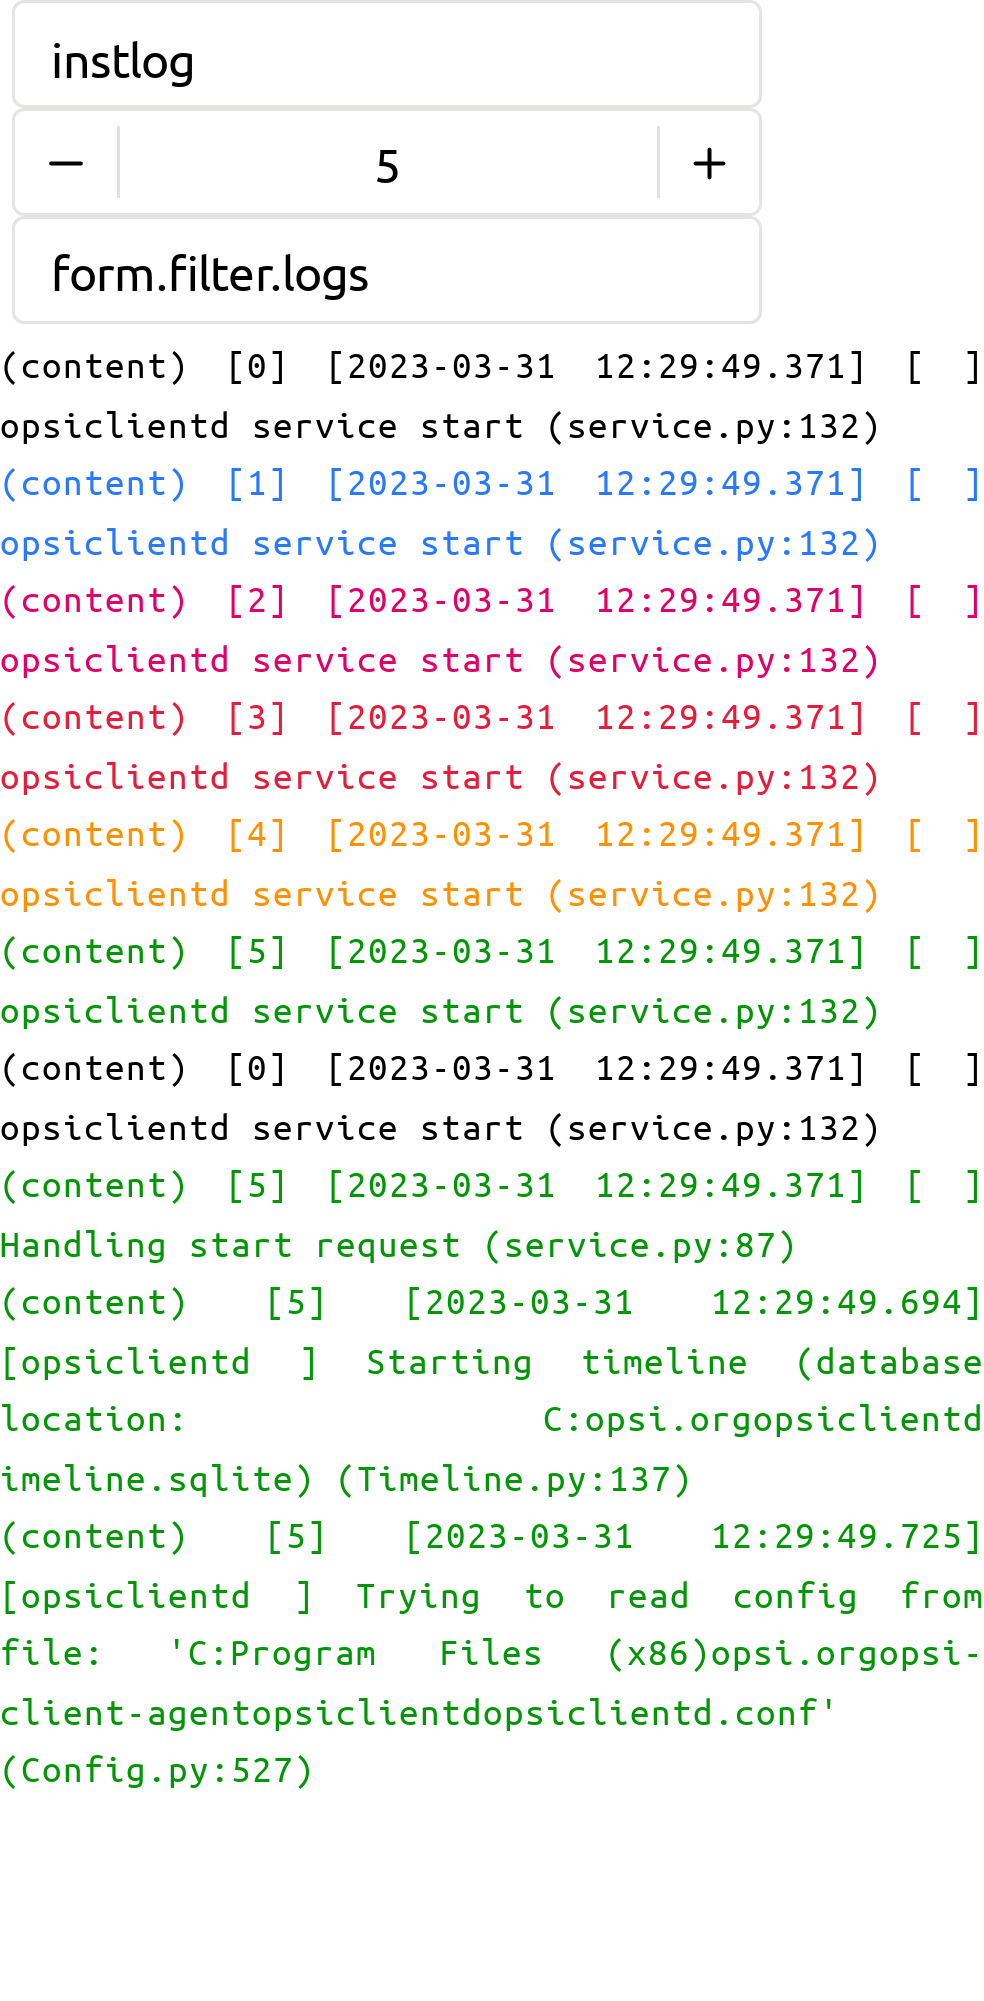 instlog
− 5 +
form.filter.logs
(content) [0] [2023-03-31 12:29:49.371] [ ]
opsiclientd service start (service.py:132)
(content) [1] [2023-03-31 12:29:49.371] [ ]
opsiclientd service start (service.py:132)
(content) [2] [2023-03-31 12:29:49.371] [ ]
opsiclientd service start (service.py:132)
(content) [3] [2023-03-31 12:29:49.371] [ ]
opsiclientd service start (service.py:132)
(content) [4] [2023-03-31 12:29:49.371] [ ]
opsiclientd service start (service.py:132)
(content) [5] [2023-03-31 12:29:49.371] [ ]
opsiclientd service start (service.py:132)
(content) [0] [2023-03-31 12:29:49.371] [ ]
opsiclientd service start (service.py:132)
(content) [5] [2023-03-31 12:29:49.371] [ ]
Handling start request (service.py:87)
(content) [5] [2023-03-31 12:29:49.694]
[opsiclientd ] Starting timeline (database
location: C:opsi.orgopsiclientd
imeline.sqlite) (Timeline.py:137)
(content) [5] [2023-03-31 12:29:49.725]
[opsiclientd ] Trying to read config from
file: 'C:Program Files (x86)opsi.orgopsi-
client-agentopsiclientdopsiclientd.conf'
(Config.py:527)